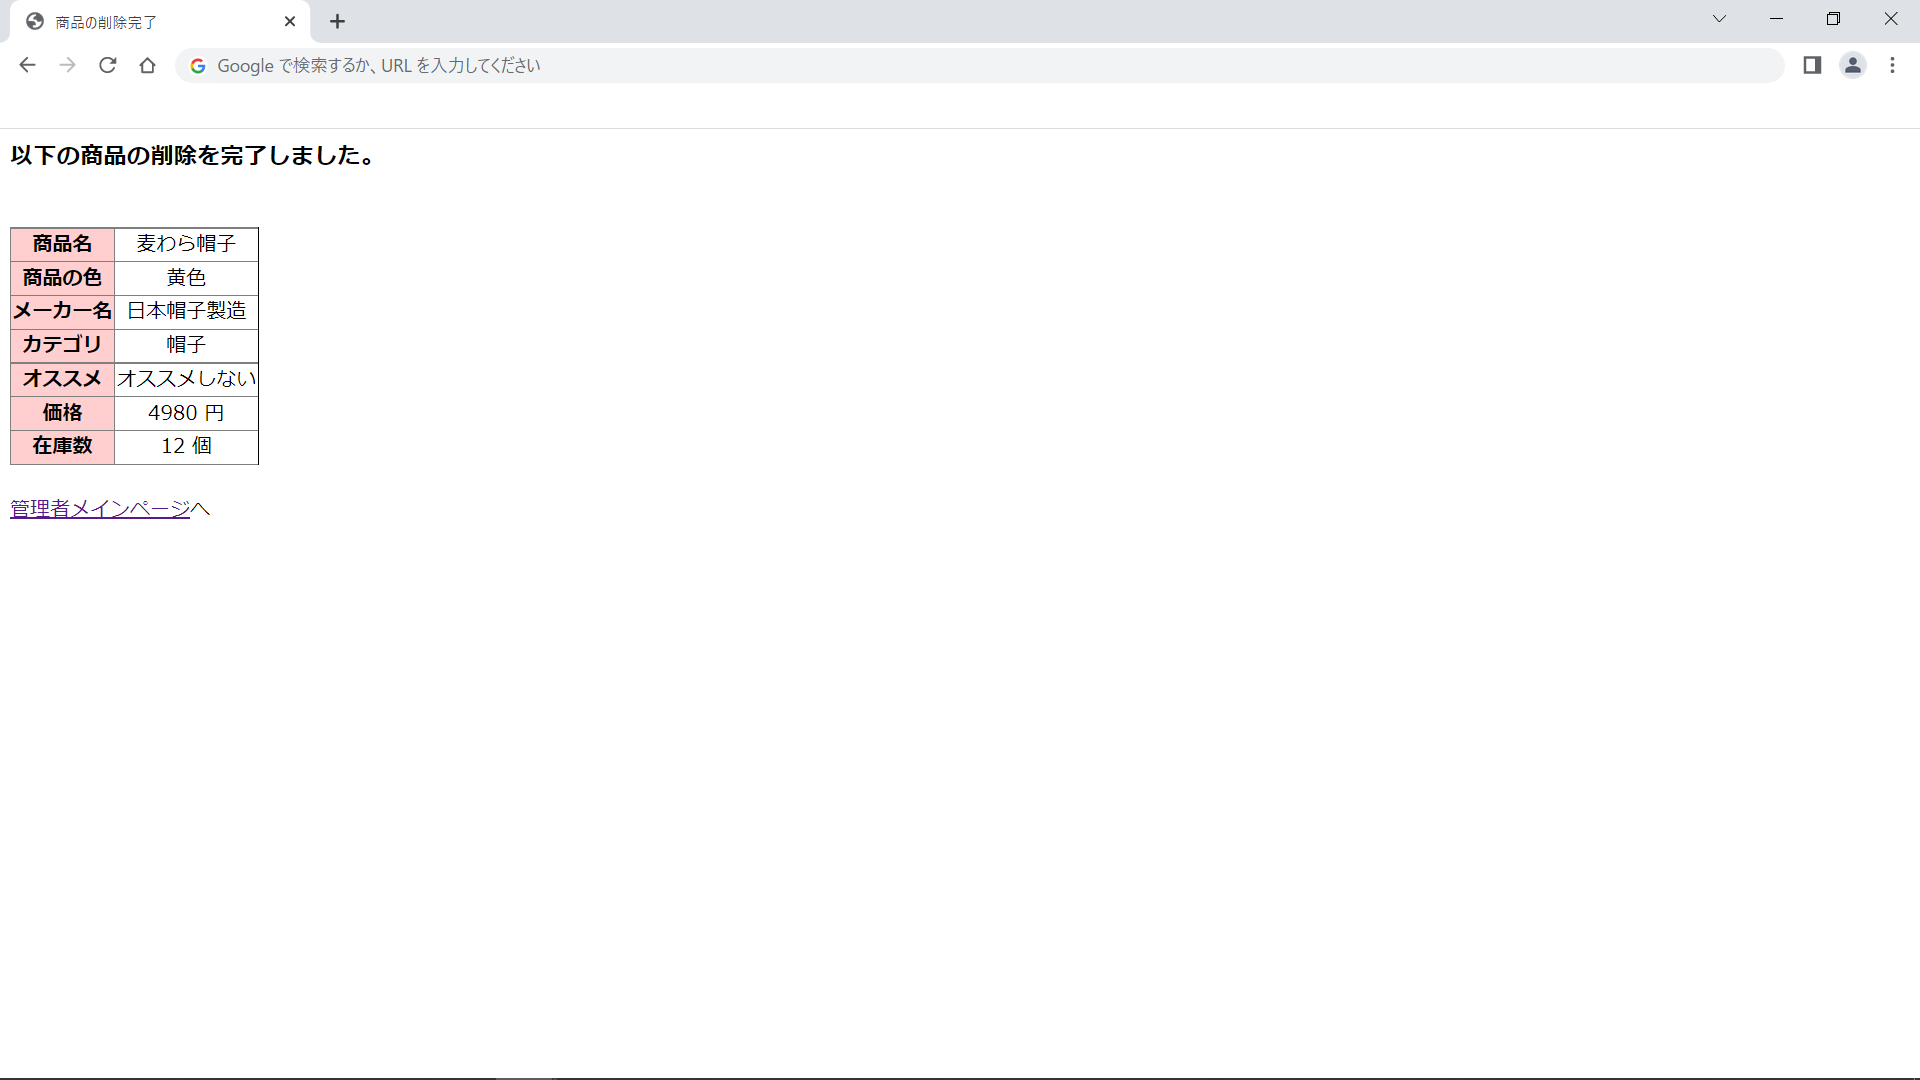 商品の削除完了
Google で検索するか、URL を入力してください
以下の商品の削除を完了しました。
商品名 麦わら帽子
商品の色 黄色
メーカー名 日本帽子製造
カテゴリ 帽子
オススメ オススメしない
価格 4980 円
在庫数 12 個
管理者メインページへ